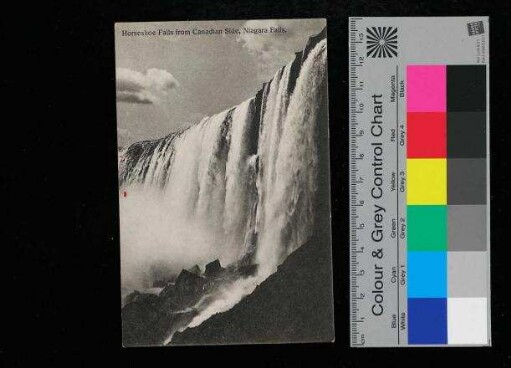 Horseshoe Falls from Canadian Side, Niagara Falls.
Colour & Grey Control Chart
Blue
Cyan
Green
Yellow
Red
Magenta
White
Grey 1
Grey 2
Grey 3
Grey 4
Black